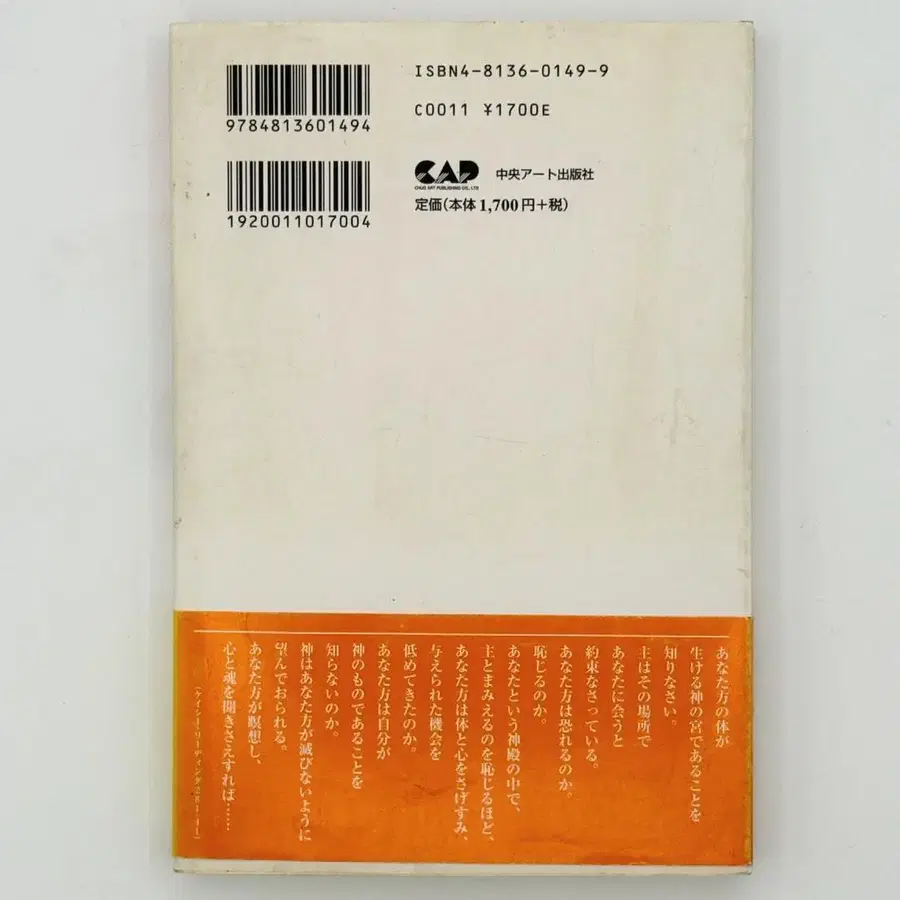 9784813601494
ISBN4-8136-0149-9
C0011 ¥1700E
1920011017004
CAP
CHUO ART PUBLISHING CO., LTD
中央アート出版社
定価(本体1,700円+税)
あなた方の体が
生ける神の宮であることを
知りなさい。
主はその場所で
あなたに会うと
約束なさっている。
あなた方は恐れるのか。
恥じるのか。
あなたという神殿の中で、
主とまみえるのを恥じるほど、
あなた方は体と心をさげすみ、
与えられた機会を
低めてきたのか。
あなた方は自分が
神のものであることを
知らないのか。
神はあなた方が滅びないように
望んでおられる。
あなた方が瞑想し、
心と魂を開きさえすれば……